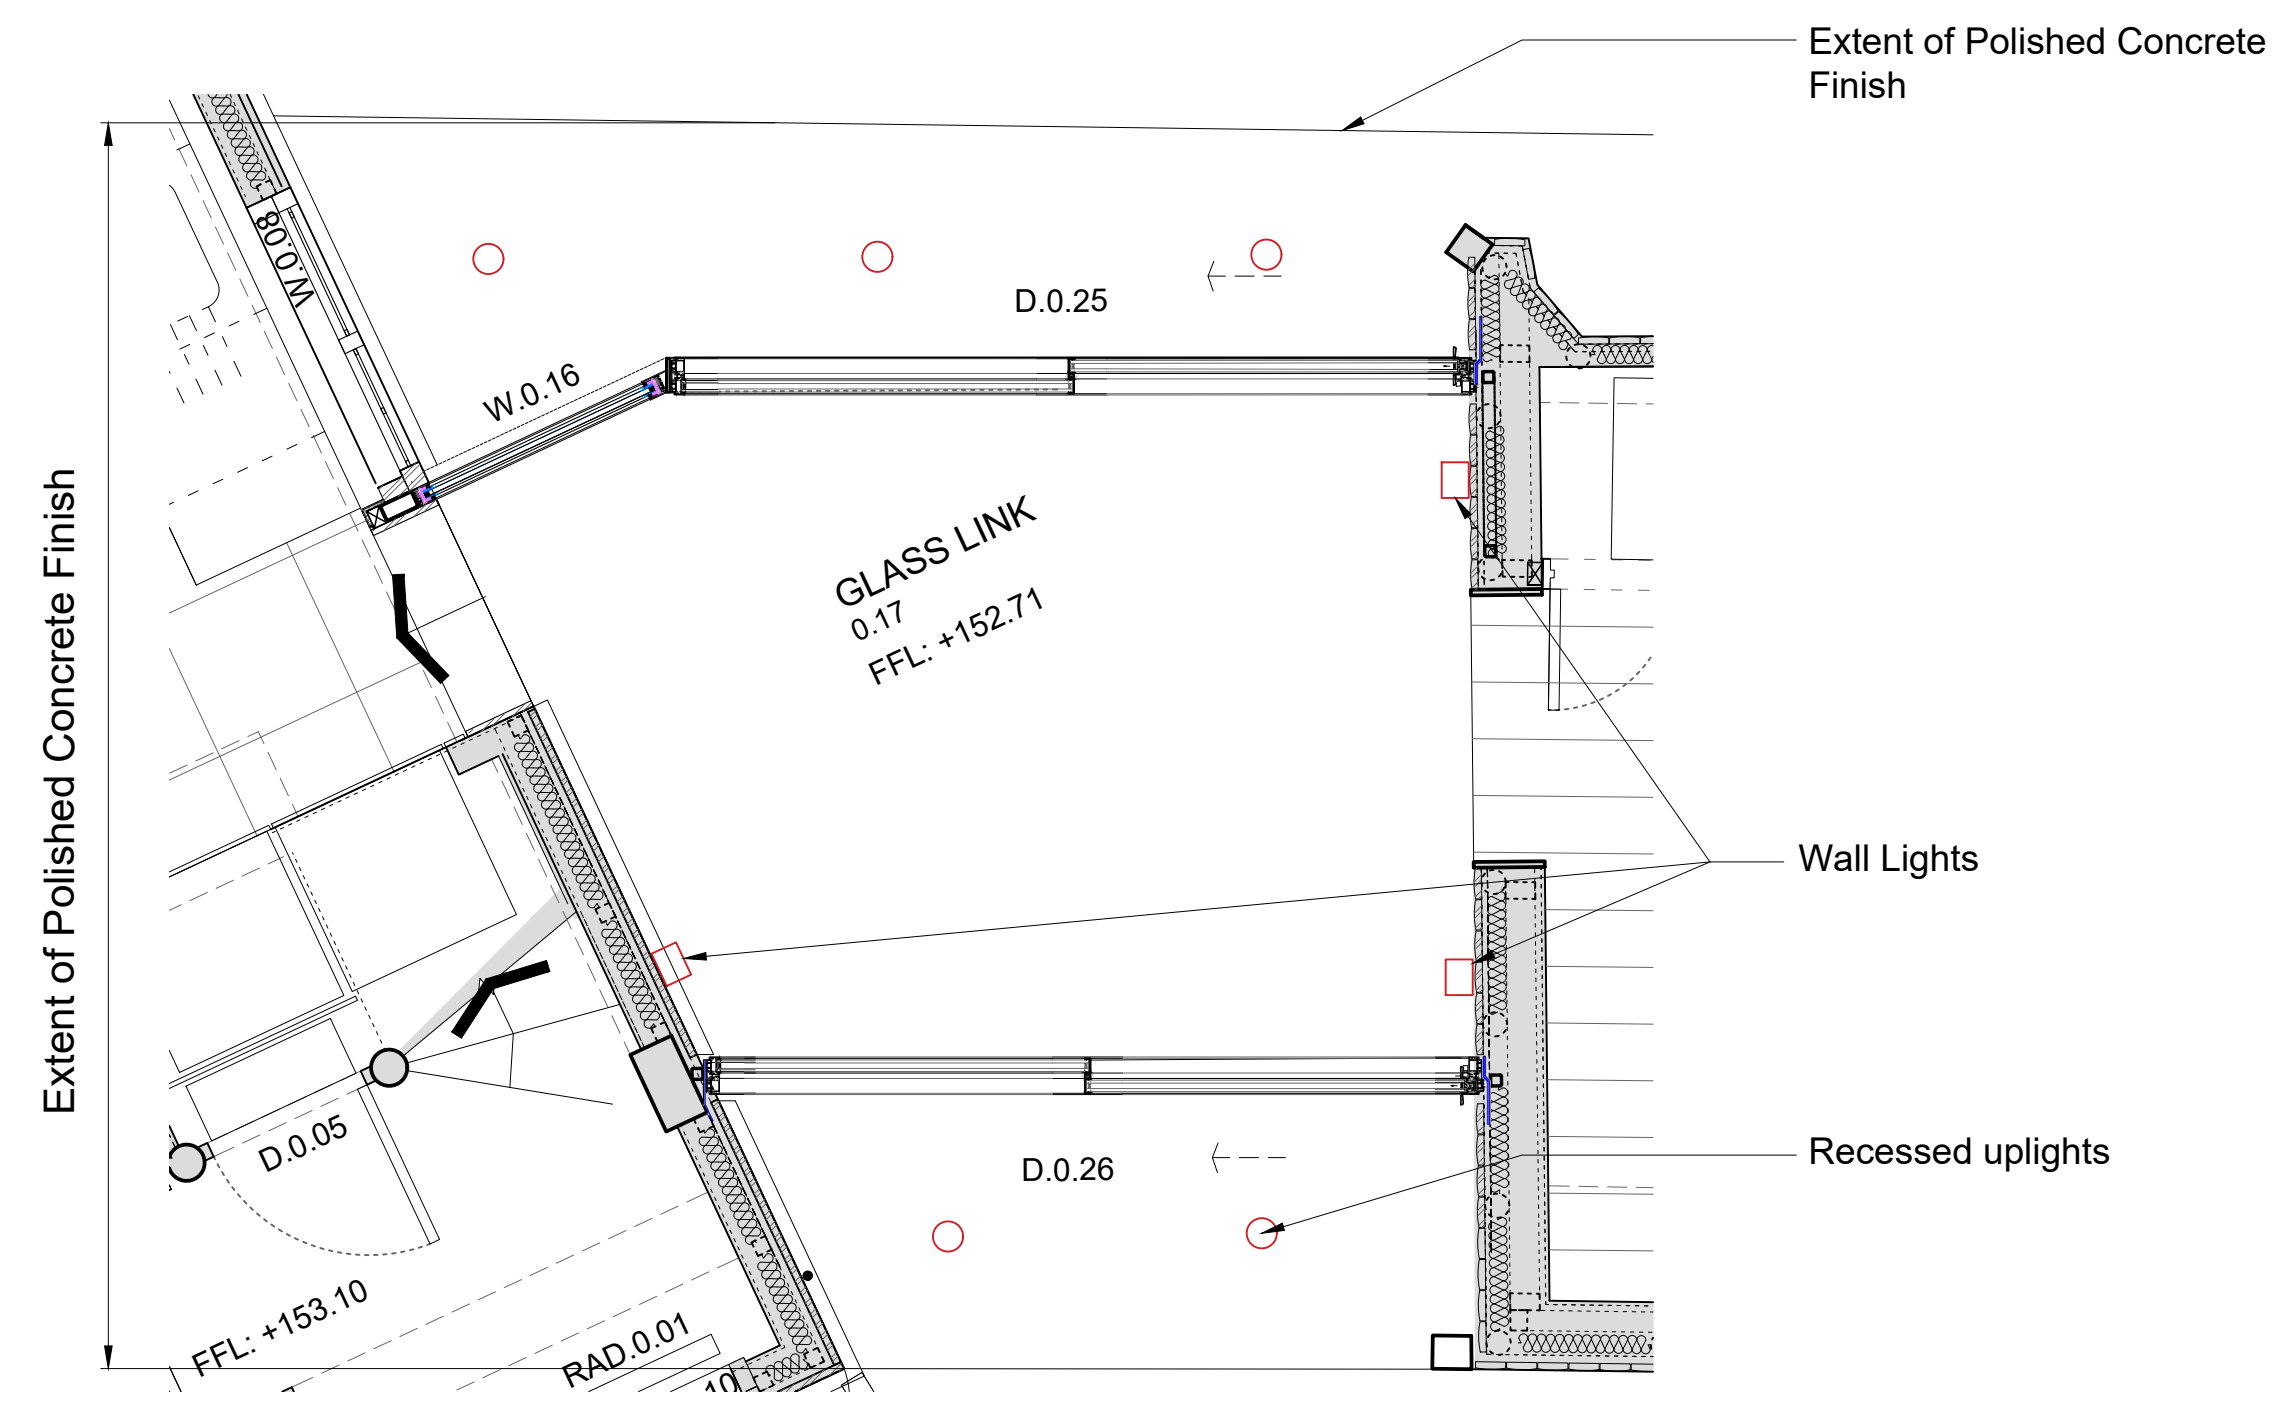 Extent of Polished Concrete
Finish
W.0.08
D.0.25
W.0.16
Extent of Polished Concrete Finish
GLASS LINK
0.17
FFL: +152.71
Wall Lights
D.0.05
D.0.26
Recessed uplights
FFL: +153.10
RAD.0.01
10